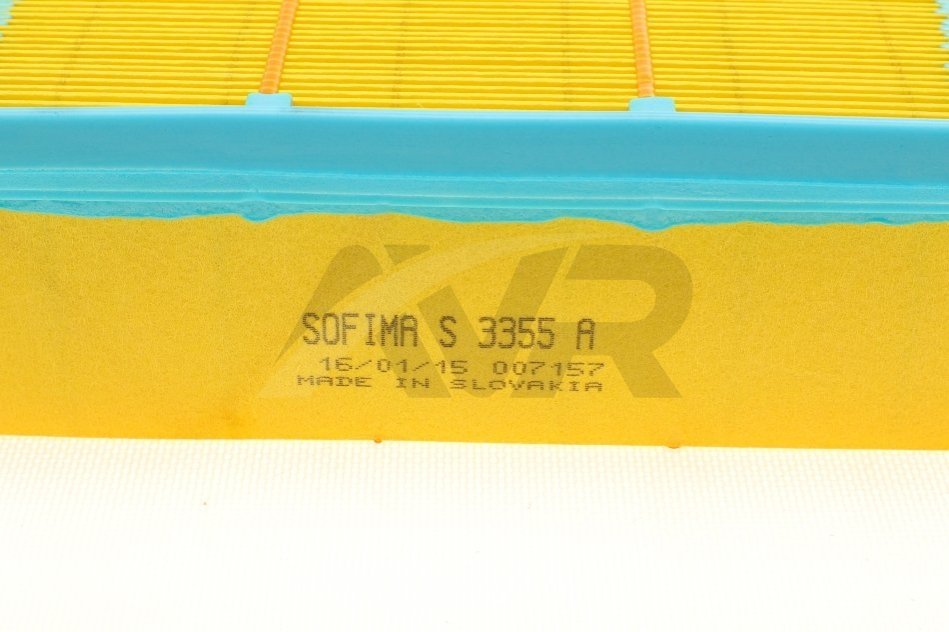 AVR
SOFIMA S 3355 A
16/01/15 007157
MADE IN SLOVAKIA